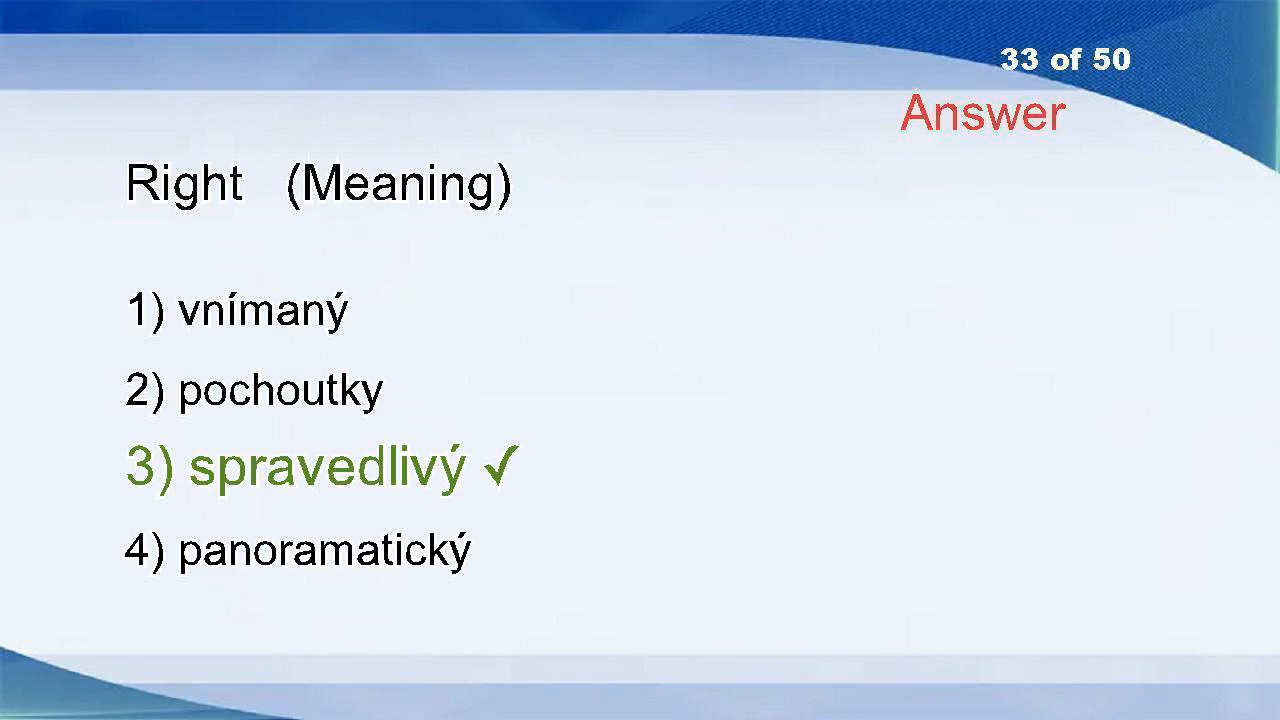 33 of 50
Answer
Right (Meaning)
1) vnímaný
2) pochoutky
3) spravedlivý ✓
4) panoramatický